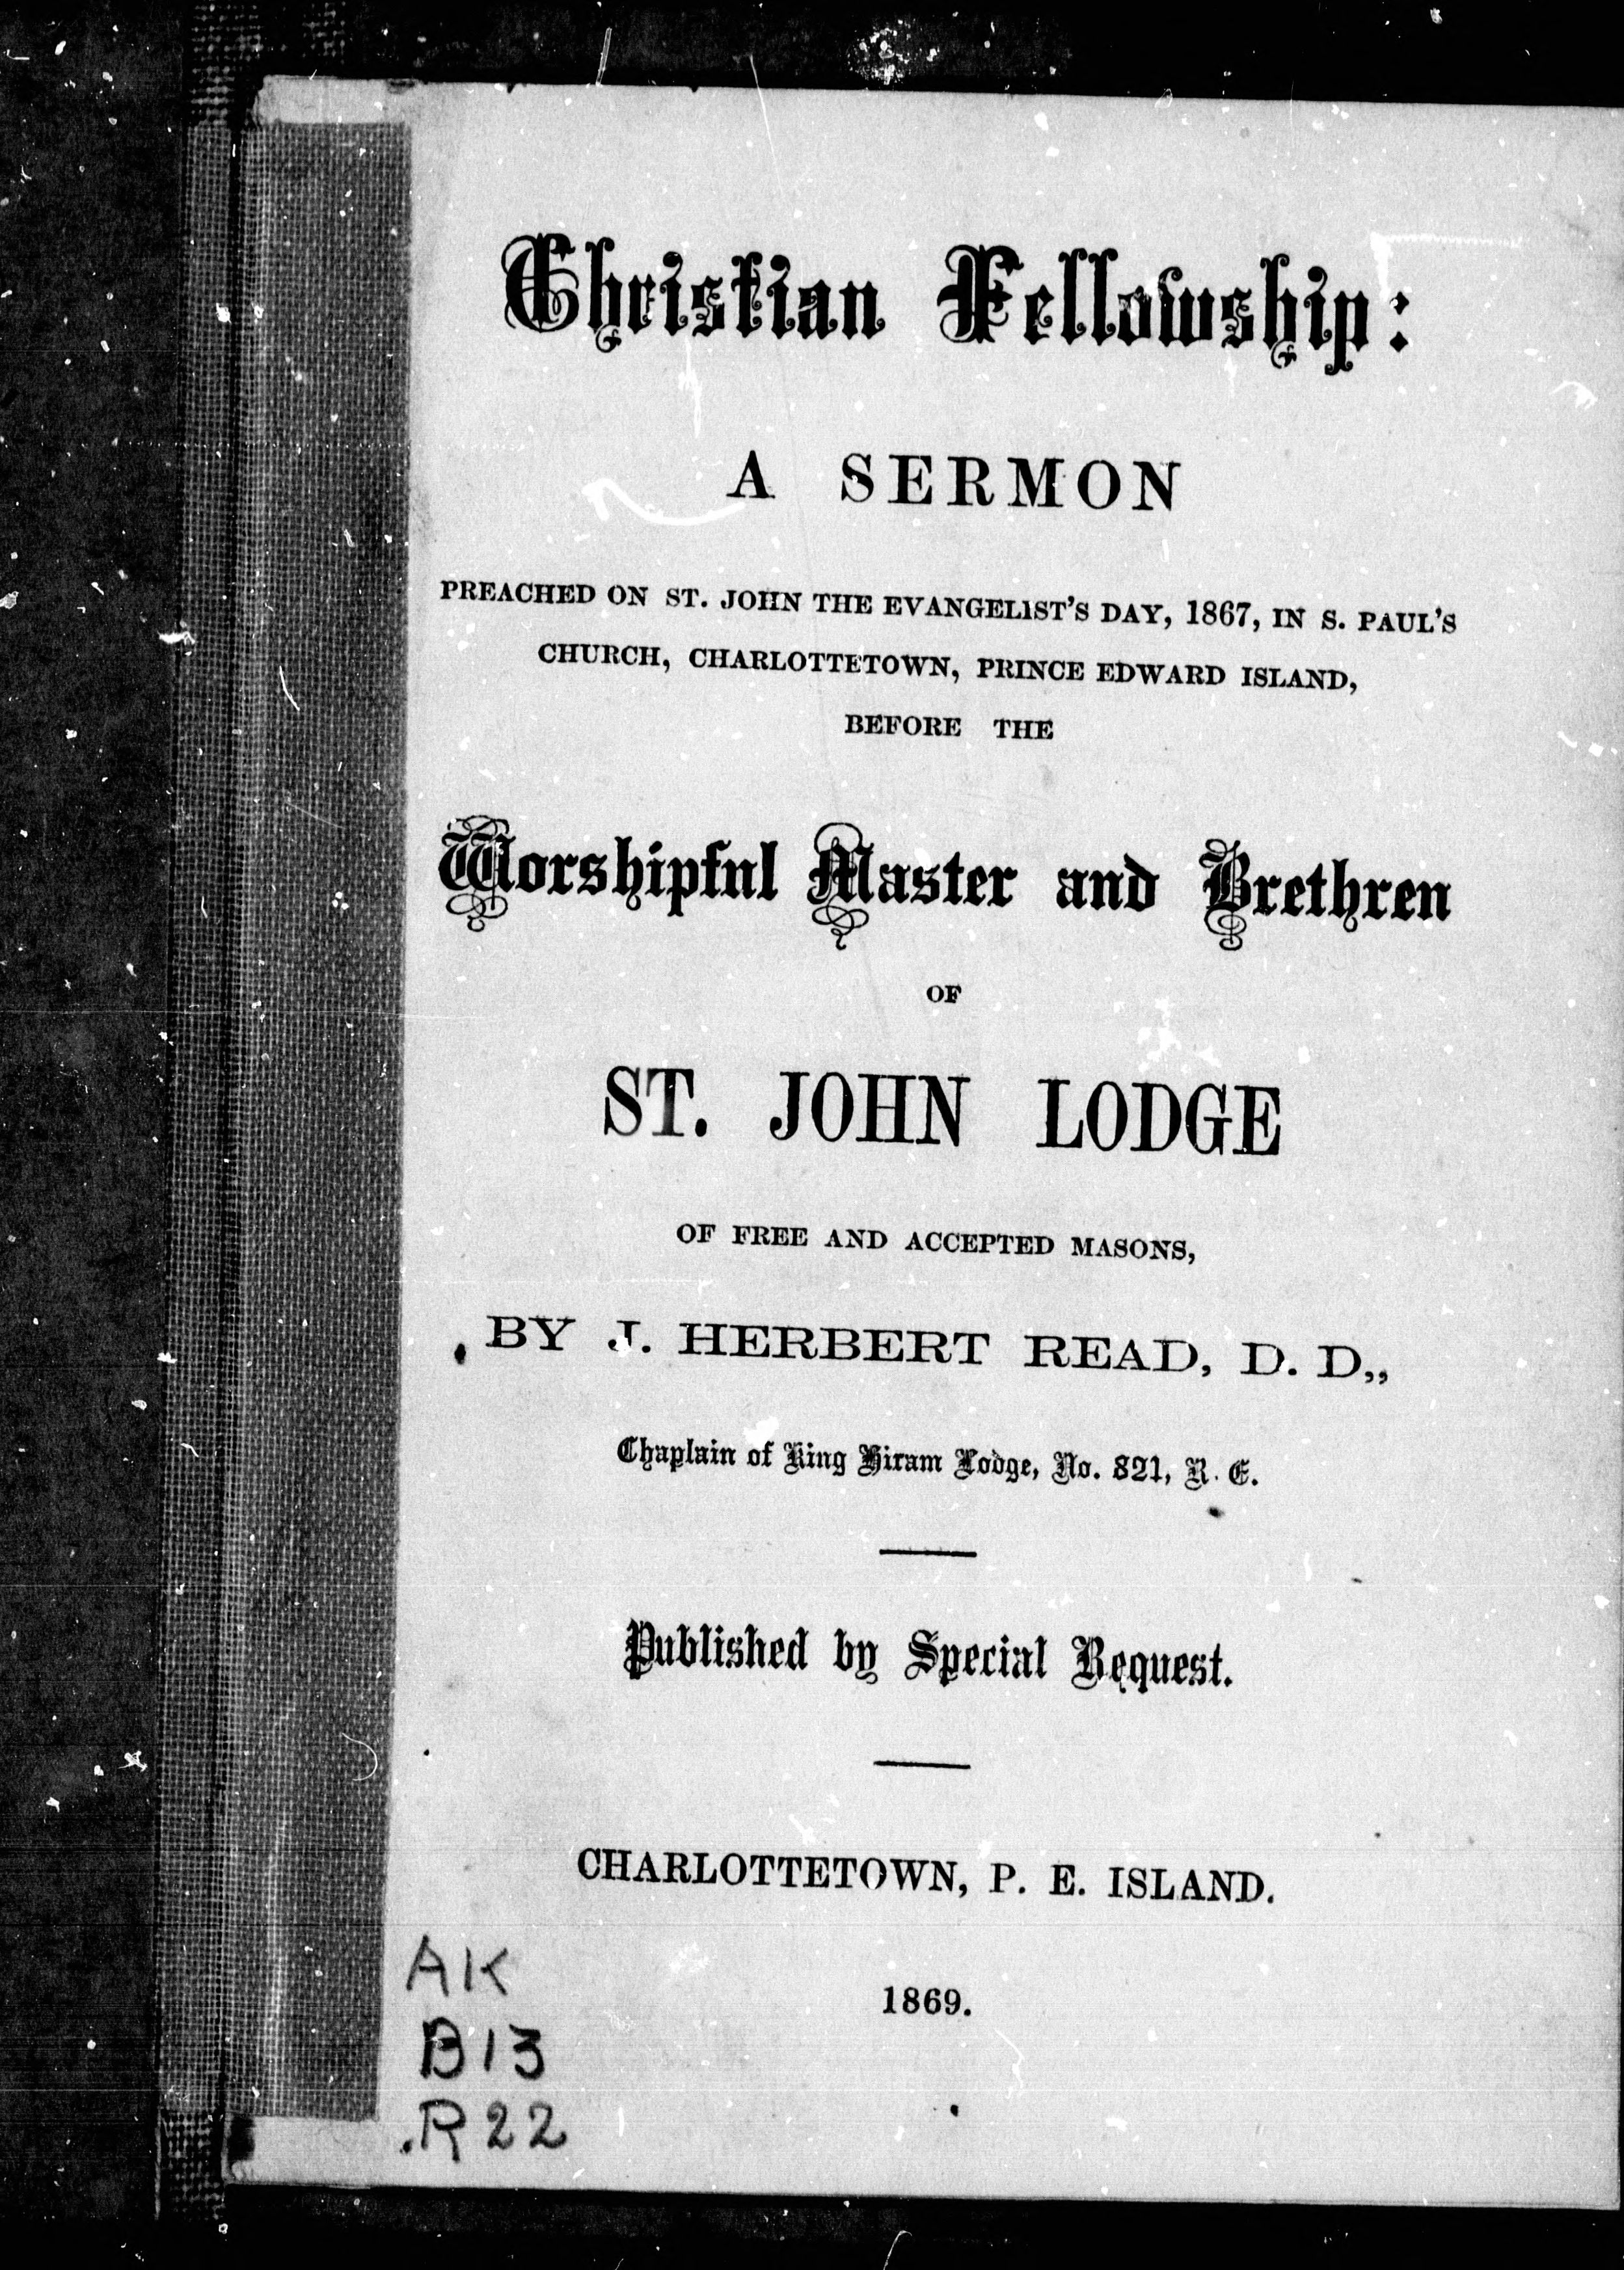 Christian Fellowship:
A SERMON
PREACHED ON ST. JOHN THE EVANGELIST'S DAY, 1867, IN S. PAUL'S
CHURCH, CHARLOTTETOWN, PRINCE EDWARD ISLAND,
BEFORE THE
Worshipful Master and Brethren
OF
ST. JOHN LODGE
OF FREE AND ACCEPTED MASONS,
BY J. HERBERT READ, D. D.,,
Chaplain of King Hiram Lodge, No. 821, R. E.
Published by Special Request.
CHARLOTTETOWN, P. E. ISLAND.
1869.
AK
B13
.R22